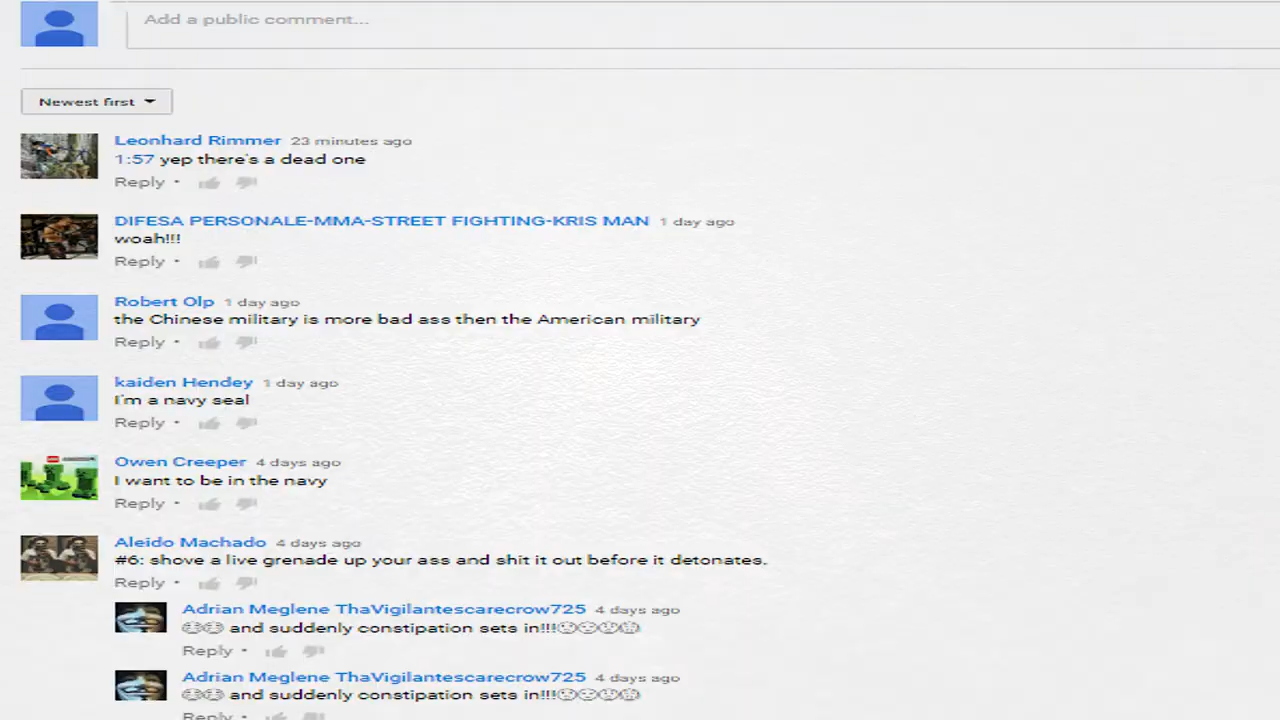 Add a public comment...
Newest first
Leonhard Rimmer 23 minutes ago
1:57 yep there's a dead one
Reply •
DIFESA PERSONALE-MMA-STREET FIGHTING-KRIS MAN 1 day ago
woah!!!
Reply •
Robert Olp 1 day ago
the Chinese military is more bad ass then the American military
Reply •
kaiden Hendey 1 day ago
I'm a navy seal
Reply •
Owen Creeper 4 days ago
I want to be in the navy
Reply •
Aleido Machado 4 days ago
#6: shove a live grenade up your ass and shit it out before it detonates.
Reply •
Adrian Meglene ThaVigilantescarecrow725 4 days ago
and suddenly constipation sets in!!!
Reply •
Adrian Meglene ThaVigilantescarecrow725 4 days ago
and suddenly constipation sets in!!!
Reply •